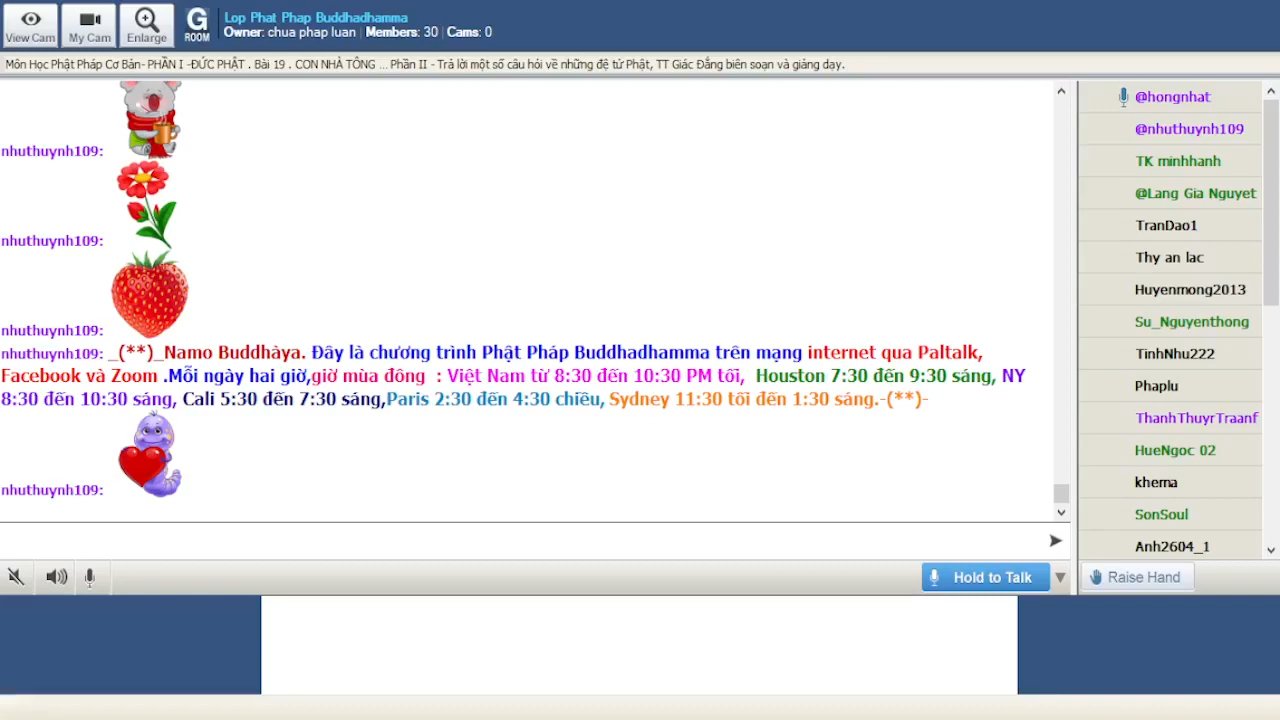 View Cam
My Cam
Enlarge
G
ROOM
Lop Phat Phap Buddhadhamma
Owner: chua phap luan | Members: 30 | Cams: 0
Môn Học Phật Pháp Cơ Bản- PHẦN I -ĐỨC PHẬT . Bài 19 . CON NHÀ TÔNG ... Phần II - Trả lời một số câu hỏi về những đệ tử Phật, TT Giác Đẳng biên soạn và giảng dạy.
nhuthuynh109:
nhuthuynh109:
nhuthuynh109:
nhuthuynh109: _(**)_Namo Buddhàya. Đây là chương trình Phật Pháp Buddhadhamma trên mạng internet qua Paltalk,
Facebook và Zoom .Mỗi ngày hai giờ,giờ mùa đông : Việt Nam từ 8:30 đến 10:30 PM tối, Houston 7:30 đến 9:30 sáng, NY
8:30 đến 10:30 sáng, Cali 5:30 đến 7:30 sáng,Paris 2:30 đến 4:30 chiều, Sydney 11:30 tối đến 1:30 sáng.-(**)-
nhuthuynh109:
@hongnhat
@nhuthuynh109
TK minhhanh
@Lang Gia Nguyet
TranDao1
Thy an lac
Huyenmong2013
Su_Nguyenthong
TinhNhu222
Phaplu
ThanhThuyrTraanf
HueNgoc 02
khema
SonSoul
Anh2604_1
Hold to Talk
Raise Hand